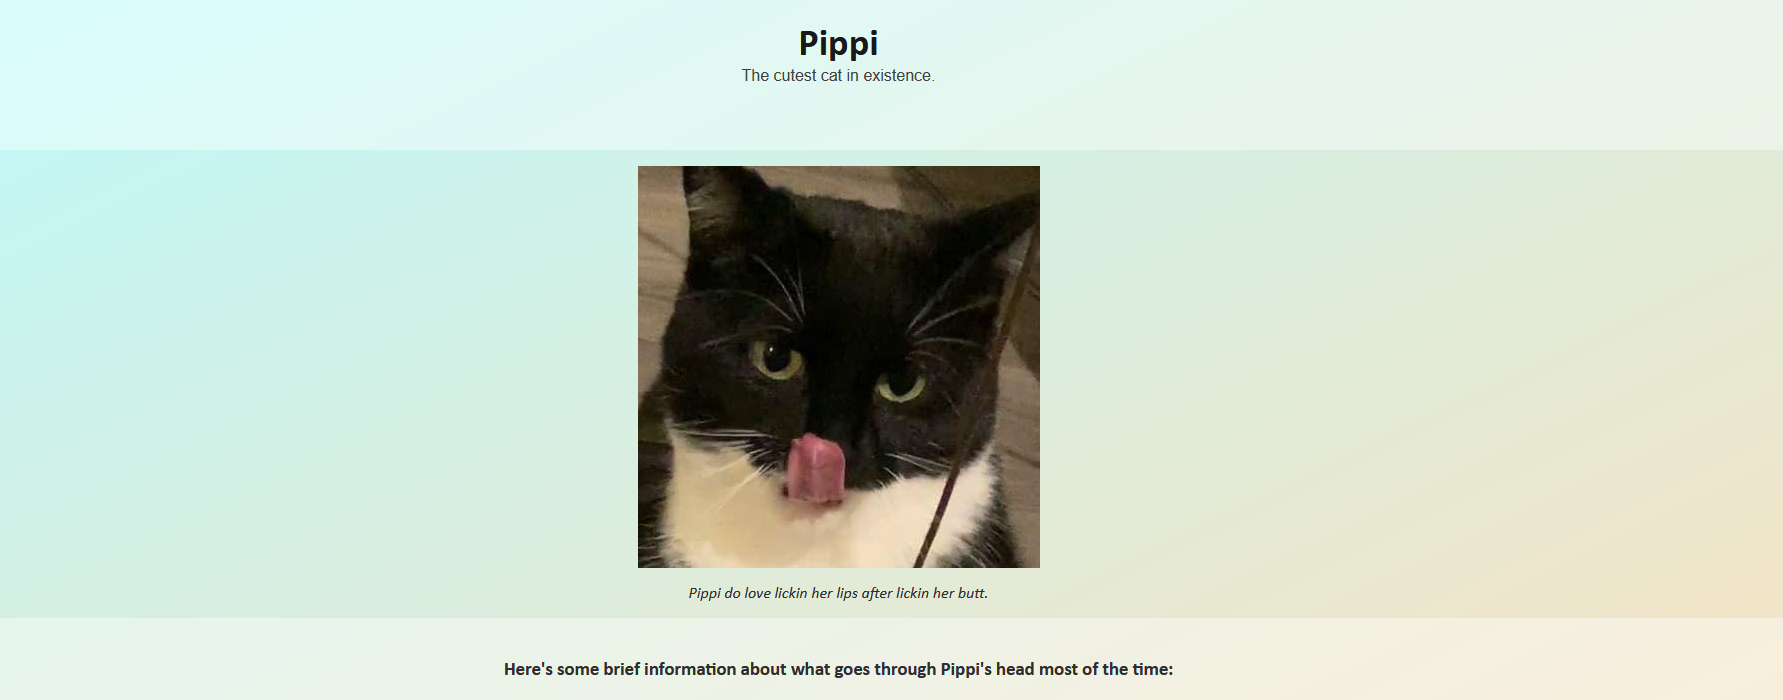 Pippi
The cutest cat in existence.
Pippi do love lickin her lips after lickin her butt.
Here's some brief information about what goes through Pippi's head most of the time: